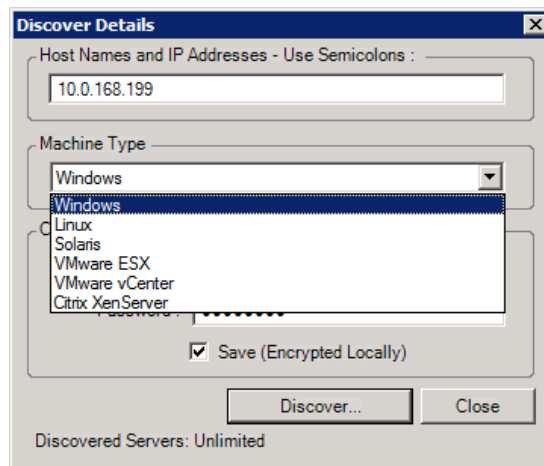 Discover Details
Host Names and IP Addresses - Use Semicolons :
10.0.168.199
Machine Type
Windows
Windows
Linux
Solaris
VMware ESX
VMware vCenter
Citrix XenServer
Save (Encrypted Locally)
Discover...
Close
Discovered Servers: Unlimited